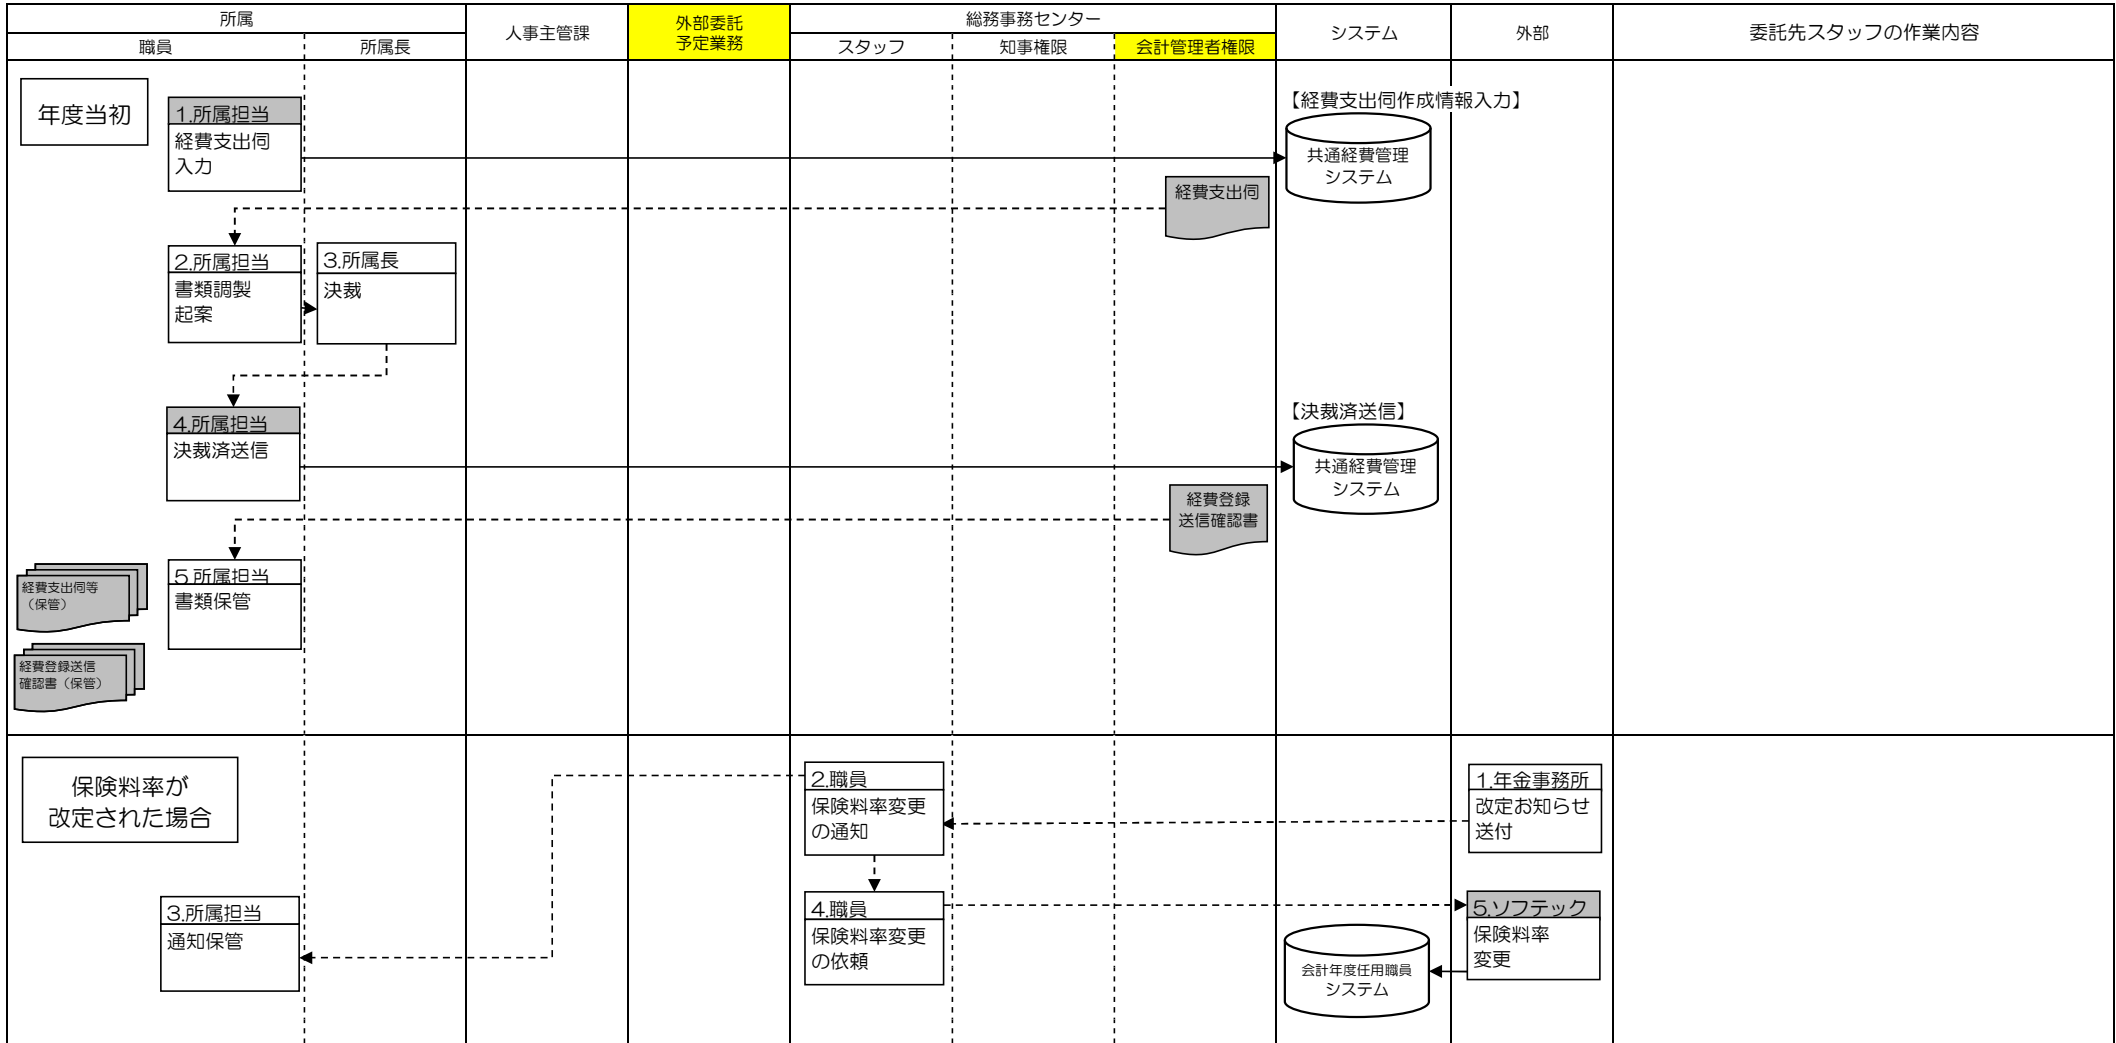 所属
人事主管課
外部委託
予定業務
総務事務センター
システム
外部
委託先スタッフの作業内容
職員
所属長
スタッフ
知事権限
会計管理者権限
年度当初
1.所属担当
経費支出伺
入力
【経費支出伺作成情報入力】
共通経費管理
システム
経費支出伺
2.所属担当
書類調製
起案
3.所属長
決裁
4.所属担当
決裁済送信
【決裁済送信】
共通経費管理
システム
経費登録
送信確認書
5.所属担当
書類保管
経費支出伺等
（保管）
経費登録送信
確認書（保管）
保険料率が
改定された場合
2.職員
保険料率変更
の通知
1.年金事務所
改定お知らせ
送付
3.所属担当
通知保管
4.職員
保険料率変更
の依頼
5.ソフテック
保険料率
変更
会計年度任用職員
システム